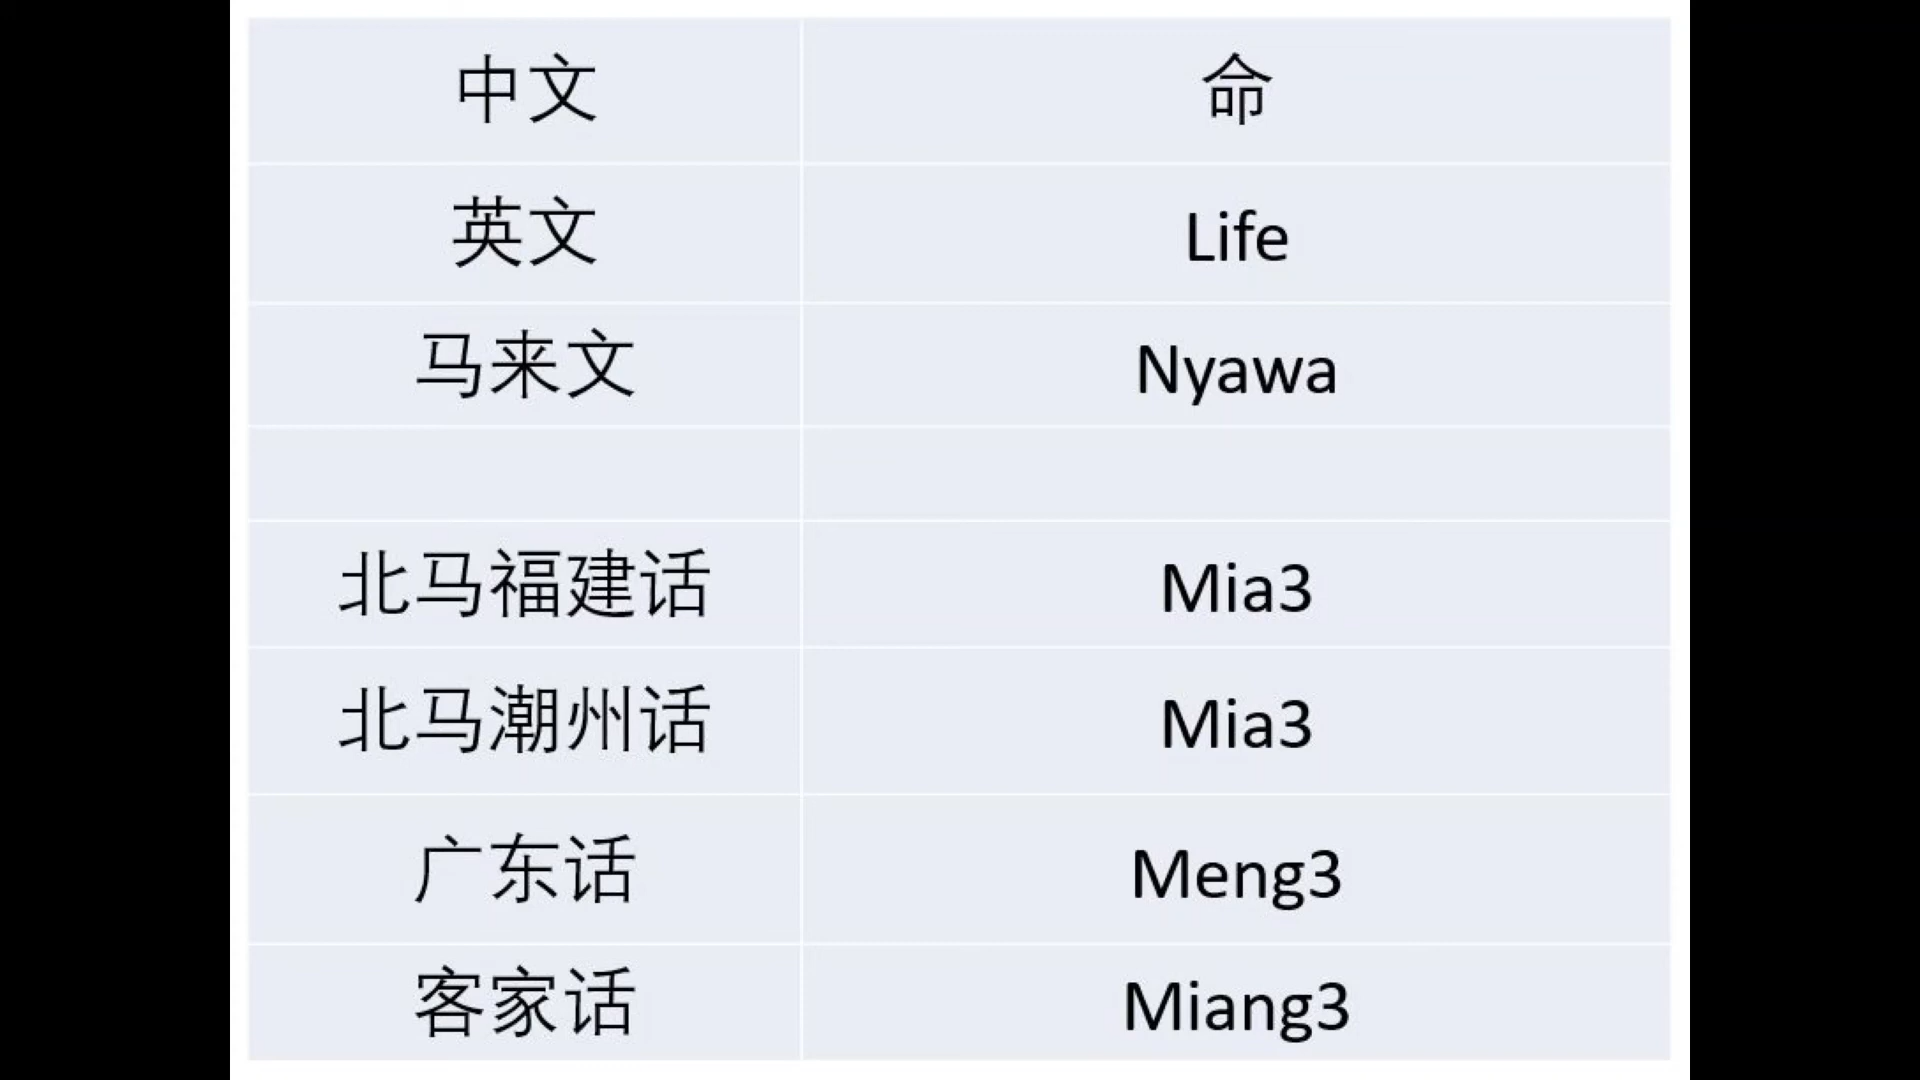 中文 命
英文 Life
马来文 Nyawa
北马福建话 Mia3
北马潮州话 Mia3
广东话 Meng3
客家话 Miang3